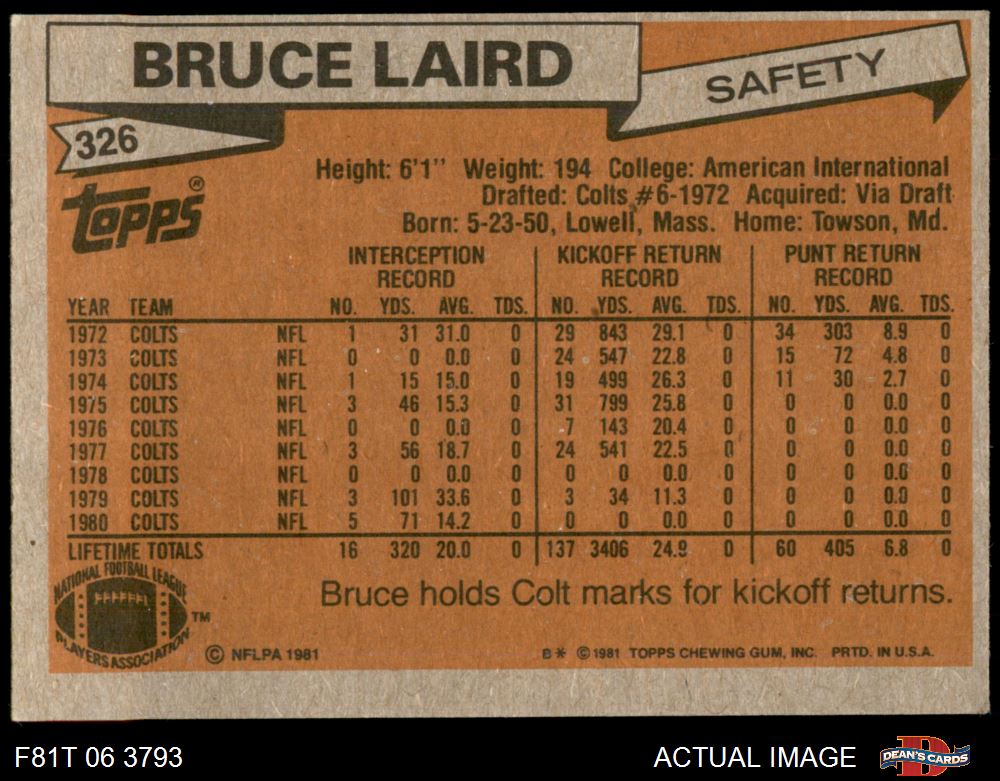 BRUCE LAIRD
SAFETY
326
Topps®
Height: 6'1'' Weight: 194 College: American International
Drafted: Colts #6-1972 Acquired: Via Draft
Born: 5-23-50, Lowell, Mass. Home: Towson, Md.
INTERCEPTION KICKOFF RETURN PUNT RETURN
RECORD RECORD RECORD
YEAR TEAM NO. YDS. AVG. TDS. NO. YDS. AVG. TDS. NO. YDS. AVG. TDS.
1972 COLTS NFL 1 31 31.0 0 29 843 29.1 0 34 303 8.9 0
1973 COLTS NFL 0 0 0.0 0 24 547 22.8 0 15 72 4.8 0
1974 COLTS NFL 1 15 15.0 0 19 499 26.3 0 11 30 2.7 0
1975 COLTS NFL 3 46 15.3 0 31 799 25.8 0 0 0 0.0 0
1976 COLTS NFL 0 0 0.0 0 7 143 20.4 0 0 0 0.0 0
1977 COLTS NFL 3 56 18.7 0 24 541 22.5 0 0 0 0.0 0
1978 COLTS NFL 0 0 0.0 0 0 0 0.0 0 0 0 0.0 0
1979 COLTS NFL 3 101 33.6 0 3 34 11.3 0 0 0 0.0 0
1980 COLTS NFL 5 71 14.2 0 0 0 0.0 0 0 0 0.0 0
LIFETIME TOTALS 16 320 20.0 0 137 3406 24.9 0 60 405 6.8 0
NATIONAL FOOTBALL LEAGUE
PLAYERS ASSOCIATION
TM
Bruce holds Colt marks for kickoff returns.
© NFLPA 1981
B* © 1981 TOPPS CHEWING GUM, INC. PRTD. IN U.S.A.
F81T 06 3793
ACTUAL IMAGE
DEAN'S CARDS